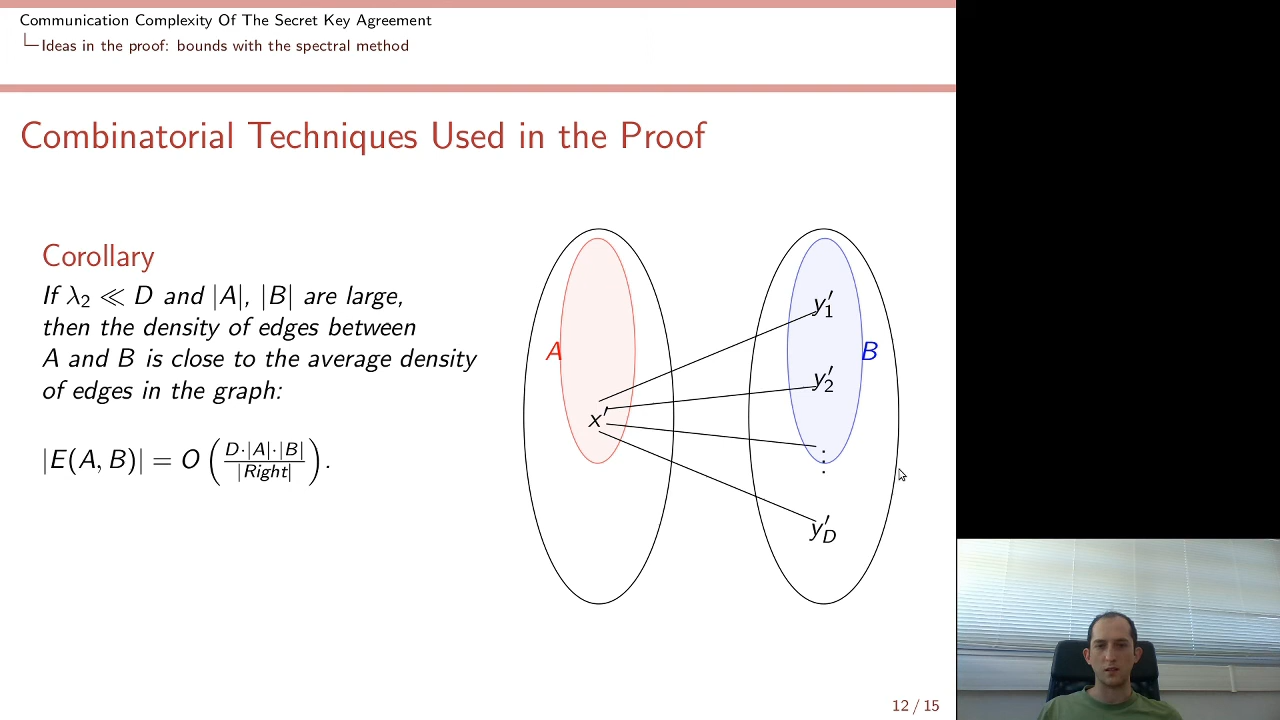 Communication Complexity Of The Secret Key Agreement
Ideas in the proof: bounds with the spectral method
Combinatorial Techniques Used in the Proof
Corollary
If λ₂ ≪ D and |A|, |B| are large,
then the density of edges between
A and B is close to the average density
of edges in the graph:
|E(A, B)| = O(D·|A|·|B| / |Right|).
A
B
x′
y′₁
y′₂
⋮
y′_D
12 / 15